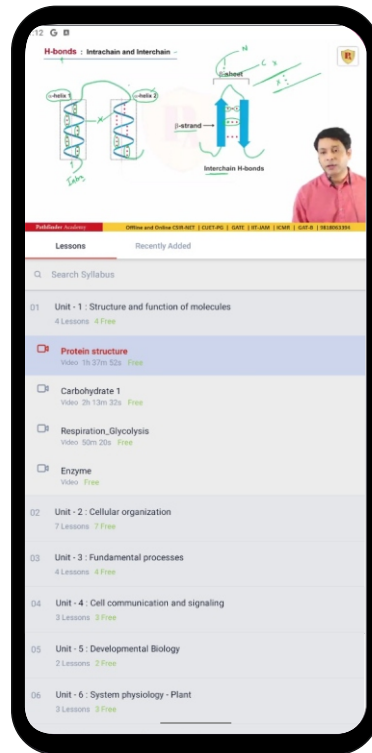 :12 G
H-bonds : Intrachain and Interchain
N
C
β-sheet
α-helix 1
α-helix 2
β-strand
Intra
Interchain H-bonds
Pathfinder Academy
Offline and Online CSIR-NET | CUET-PG | GATE | IIT-JAM | ICMR | GAT-B | 9818063394
Lessons
Recently Added
Search Syllabus
01 Unit - 1 : Structure and function of molecules
4 Lessons 4 Free
Protein structure
Video 1h 37m 52s Free
Carbohydrate 1
Video 2h 13m 32s Free
Respiration_Glycolysis
Video 50m 20s Free
Enzyme
Video Free
02 Unit - 2 : Cellular organization
7 Lessons 7 Free
03 Unit - 3 : Fundamental processes
4 Lessons 4 Free
04 Unit - 4 : Cell communication and signaling
3 Lessons 3 Free
05 Unit - 5 : Developmental Biology
2 Lessons 2 Free
06 Unit - 6 : System physiology - Plant
3 Lessons 3 Free